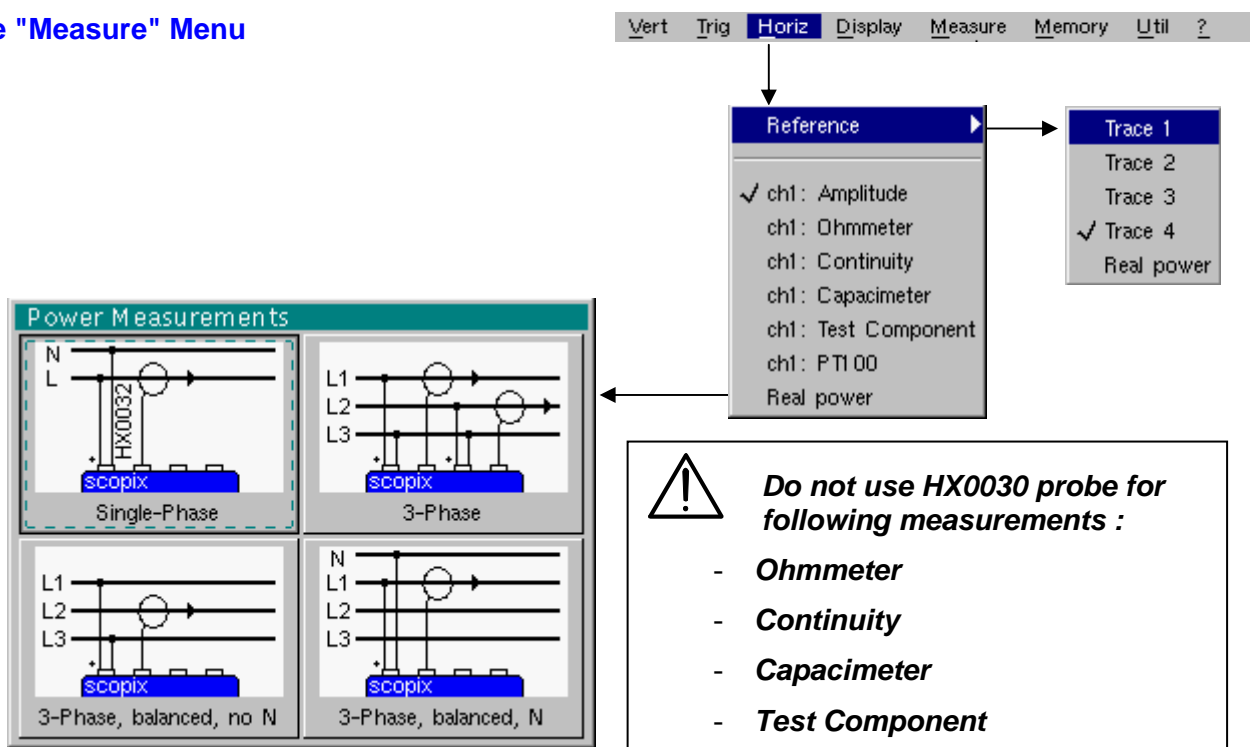 e "Measure" Menu
Vert Trig Horiz Display Measure Memory Util ?
Reference
ch1: Amplitude
ch1: Ohmmeter
ch1: Continuity
ch1: Capacimeter
ch1: Test Component
ch1: PT100
Real power
Trace 1
Trace 2
Trace 3
Trace 4
Real power
Power Measurements
N
L
HX0032
+
scopix
Single-Phase
L1
L2
L3
+ +
scopix
3-Phase
L1
L2
L3
+
scopix
3-Phase, balanced, no N
N
L1
L2
L3
+
scopix
3-Phase, balanced, N
Do not use HX0030 probe for
following measurements :
- Ohmmeter
- Continuity
- Capacimeter
- Test Component